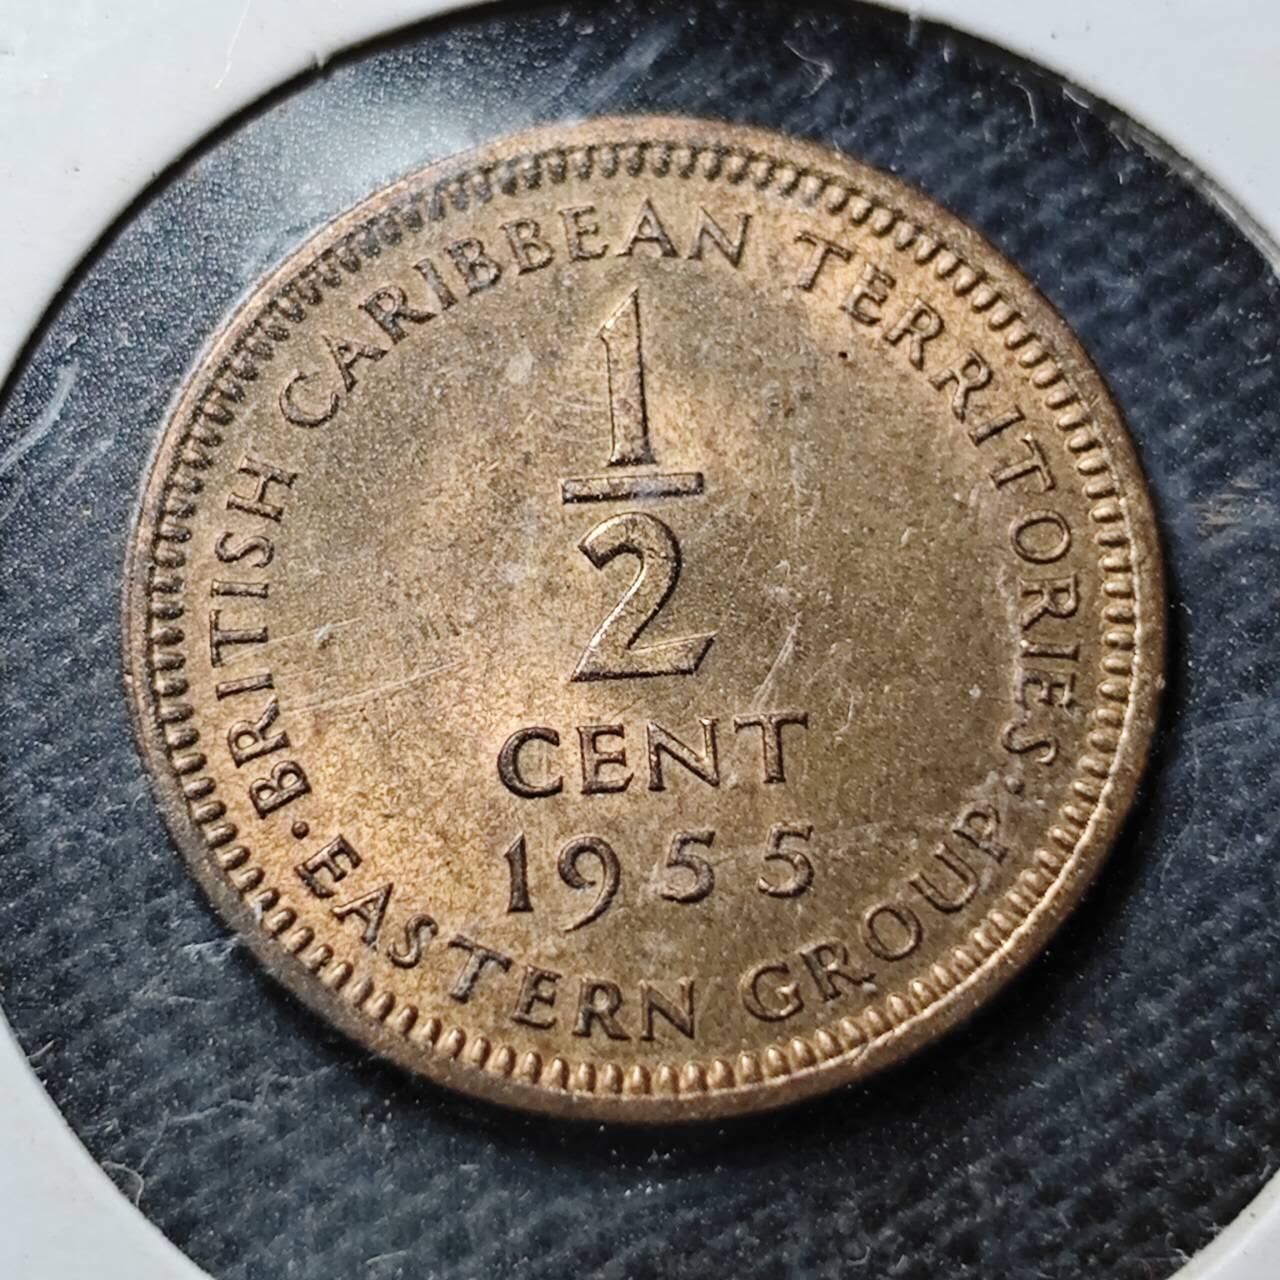 BRITISH CARIBBEAN TERRITORIES
1/2
CENT
1955
·EASTERN GROUP·